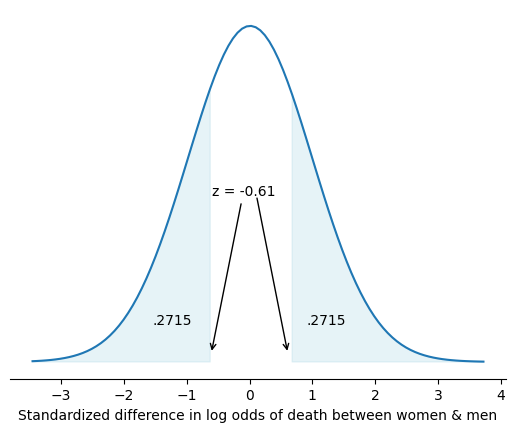 z = -0.61
.2715 .2715
−3 −2 −1 0 1 2 3 4
Standardized difference in log odds of death between women & men